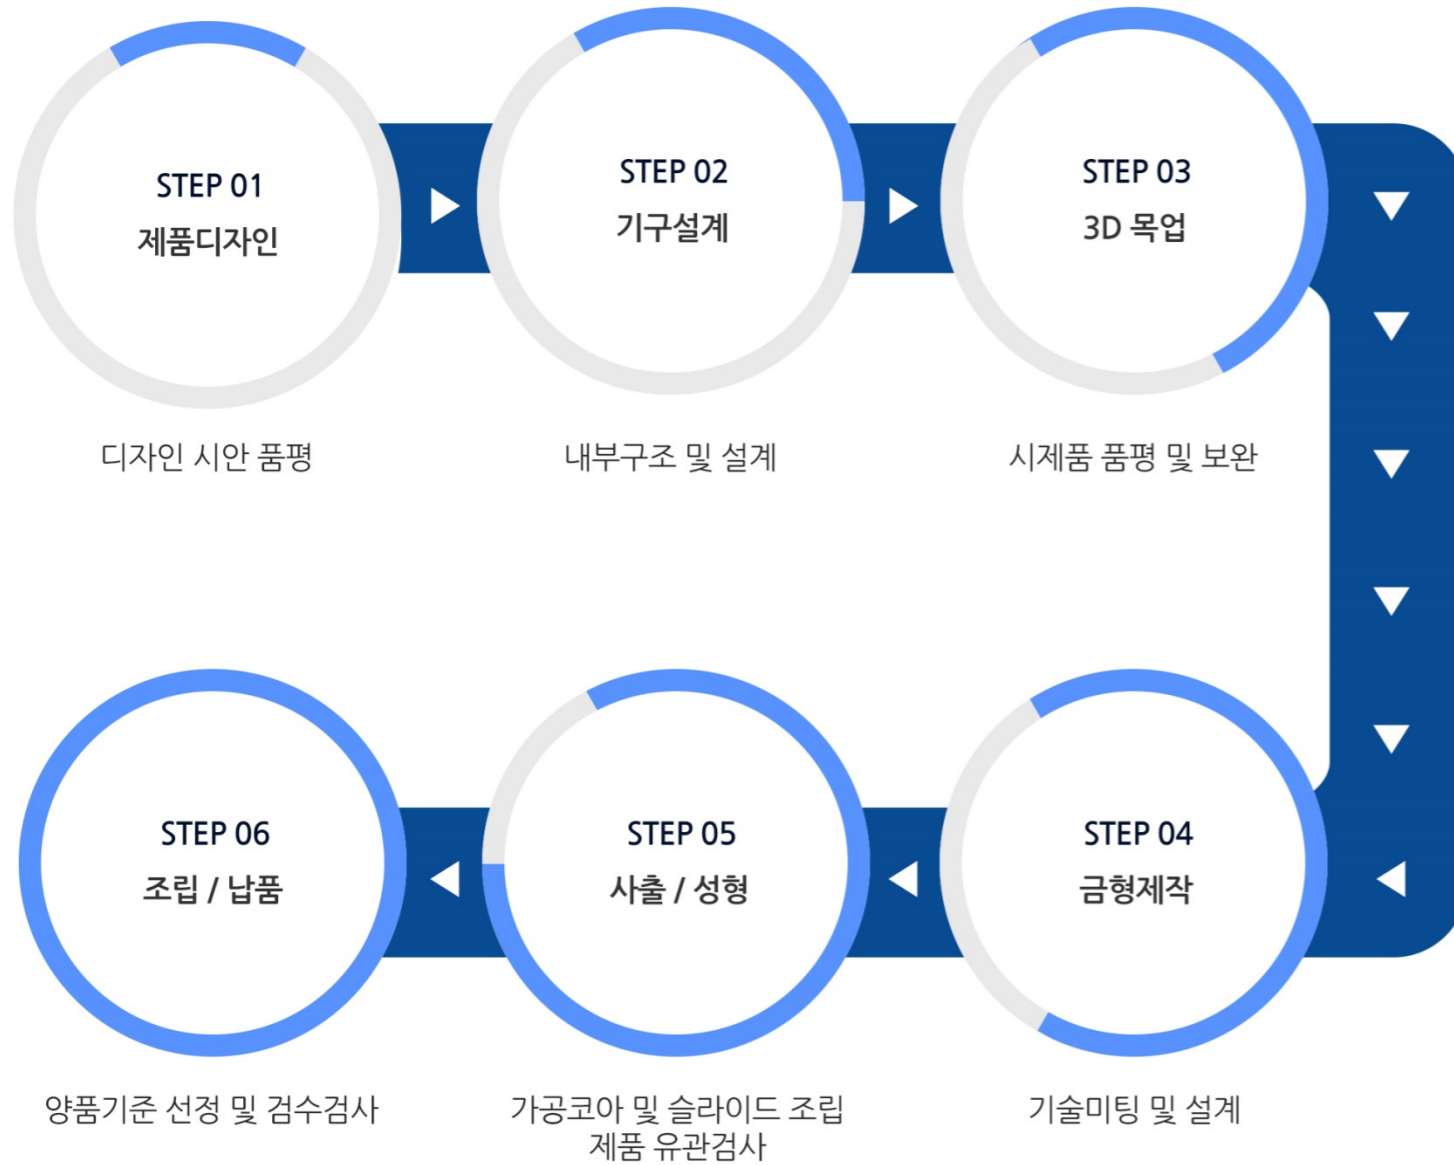 STEP 01
제품디자인
디자인 시안 품평
STEP 02
기구설계
내부구조 및 설계
STEP 03
3D 목업
시제품 품평 및 보완
STEP 04
금형제작
기술미팅 및 설계
STEP 05
사출 / 성형
가공코아 및 슬라이드 조립
제품 유관검사
STEP 06
조립 / 납품
양품기준 선정 및 검수검사